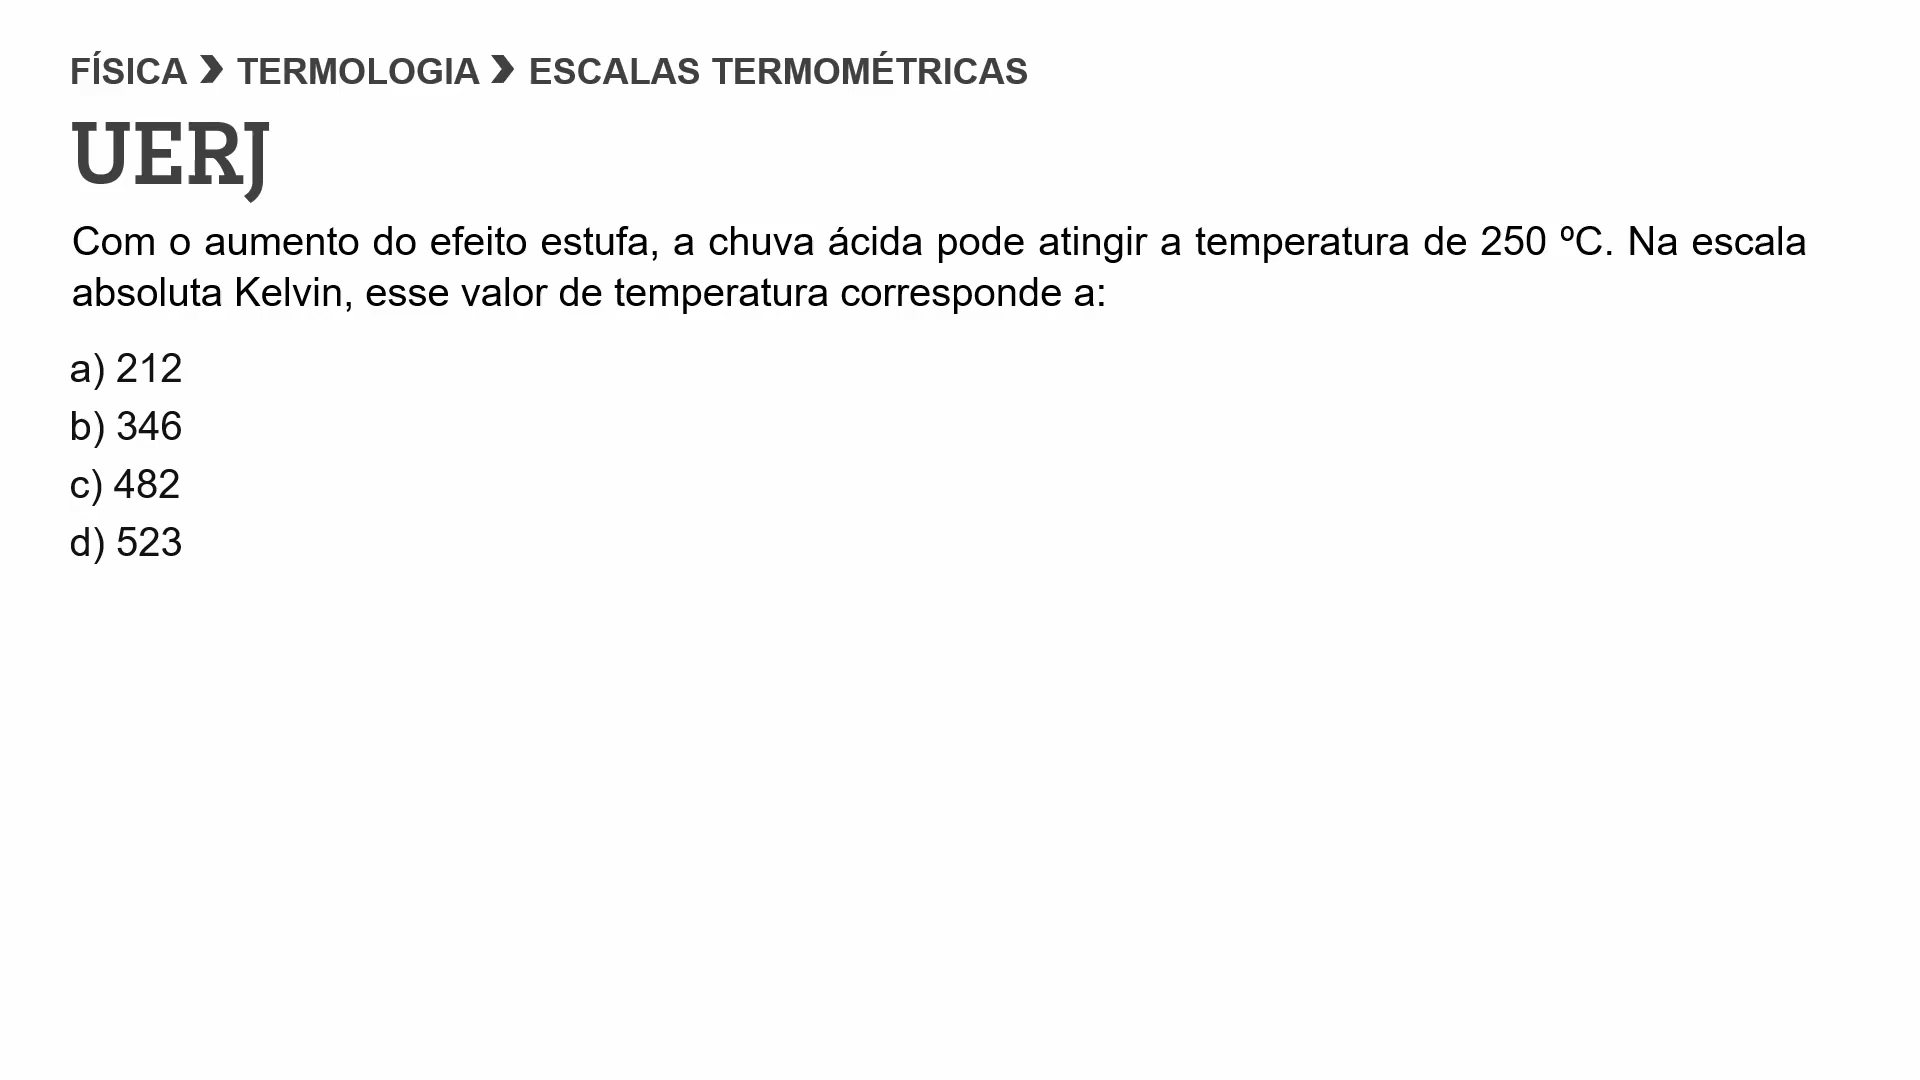 FÍSICA ❯ TERMOLOGIA ❯ ESCALAS TERMOMÉTRICAS
UERJ
Com o aumento do efeito estufa, a chuva ácida pode atingir a temperatura de 250 ºC. Na escala
absoluta Kelvin, esse valor de temperatura corresponde a:
a) 212
b) 346
c) 482
d) 523